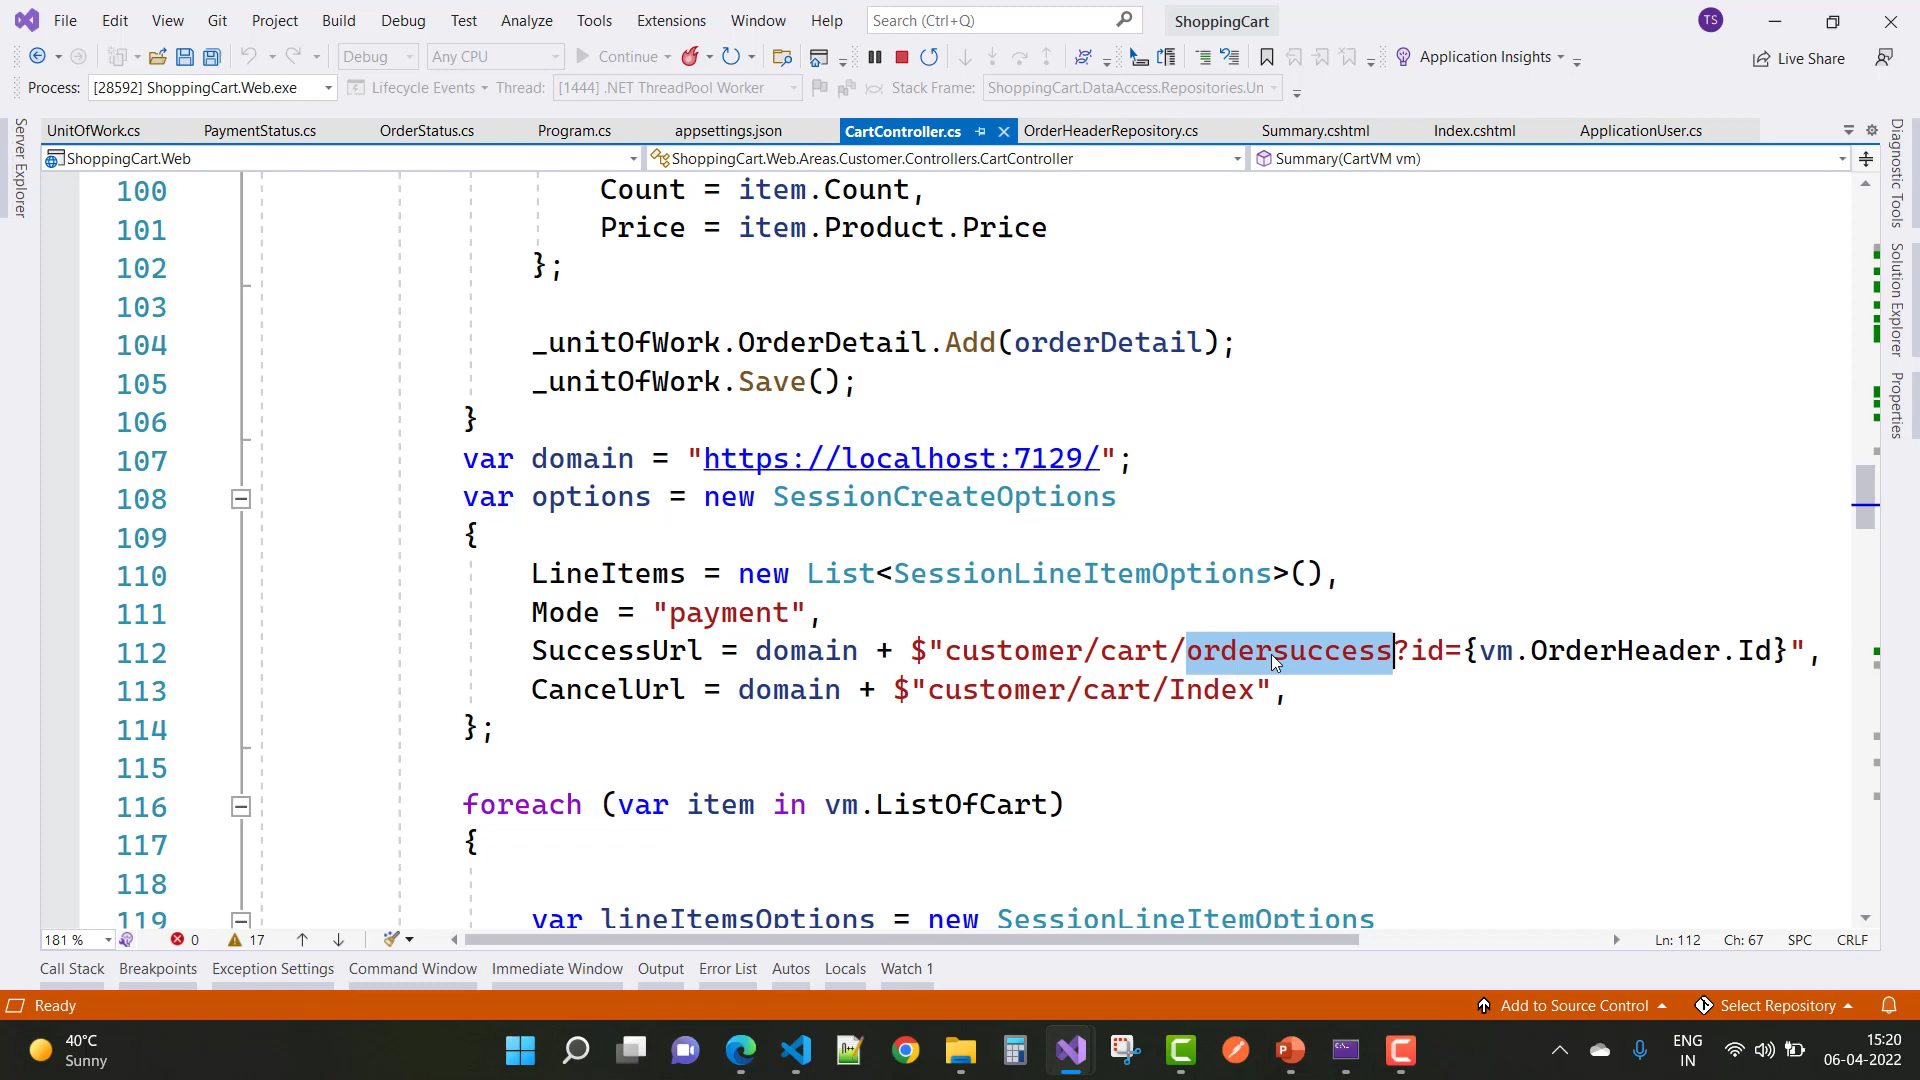 File Edit View Git Project Build Debug Test Analyze Tools Extensions Window Help Search (Ctrl+Q) ShoppingCart TS
Debug Any CPU Continue Application Insights Live Share
Process: [28592] ShoppingCart.Web.exe Lifecycle Events Thread: [1444] .NET ThreadPool Worker Stack Frame: ShoppingCart.DataAccess.Repositories.Un
UnitOfWork.cs PaymentStatus.cs OrderStatus.cs Program.cs appsettings.json CartController.cs OrderHeaderRepository.cs Summary.cshtml Index.cshtml ApplicationUser.cs
ShoppingCart.Web ShoppingCart.Web.Areas.Customer.Controllers.CartController Summary(CartVM vm)
Server Explorer
Diagnostic Tools
Solution Explorer
Properties
100 Count = item.Count,
101 Price = item.Product.Price
102 };
103
104 _unitOfWork.OrderDetail.Add(orderDetail);
105 _unitOfWork.Save();
106 }
107 var domain = "https://localhost:7129/";
108 var options = new SessionCreateOptions
109 {
110 LineItems = new List<SessionLineItemOptions>(),
111 Mode = "payment",
112 SuccessUrl = domain + $"customer/cart/ordersuccess?id={vm.OrderHeader.Id}",
113 CancelUrl = domain + $"customer/cart/Index",
114 };
115
116 foreach (var item in vm.ListOfCart)
117 {
118
119 var lineItemsOptions = new SessionLineItemOptions
181 % 0 17 Ln: 112 Ch: 67 SPC CRLF
Call Stack Breakpoints Exception Settings Command Window Immediate Window Output Error List Autos Locals Watch 1
Ready Add to Source Control Select Repository
40°C
Sunny
ENG
IN
15:20
06-04-2022